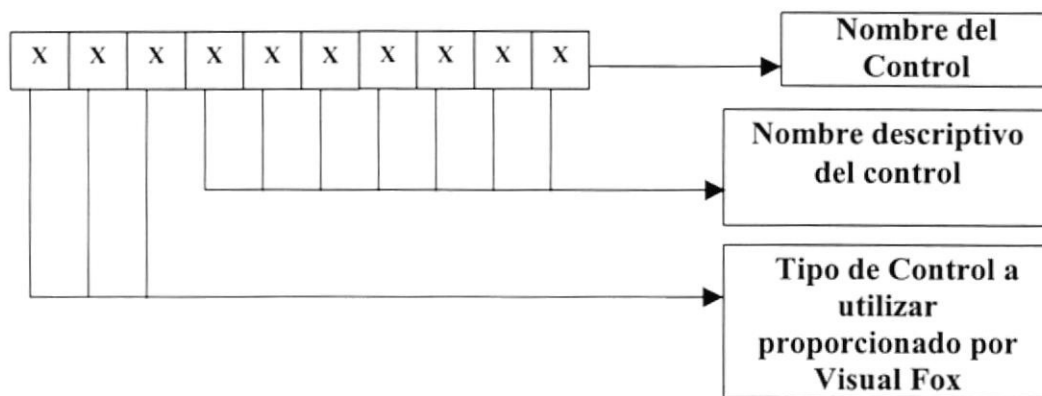 X X X X X X X X X X
Nombre del
Control
Nombre descriptivo
del control
Tipo de Control a
utilizar
proporcionado por
Visual Fox